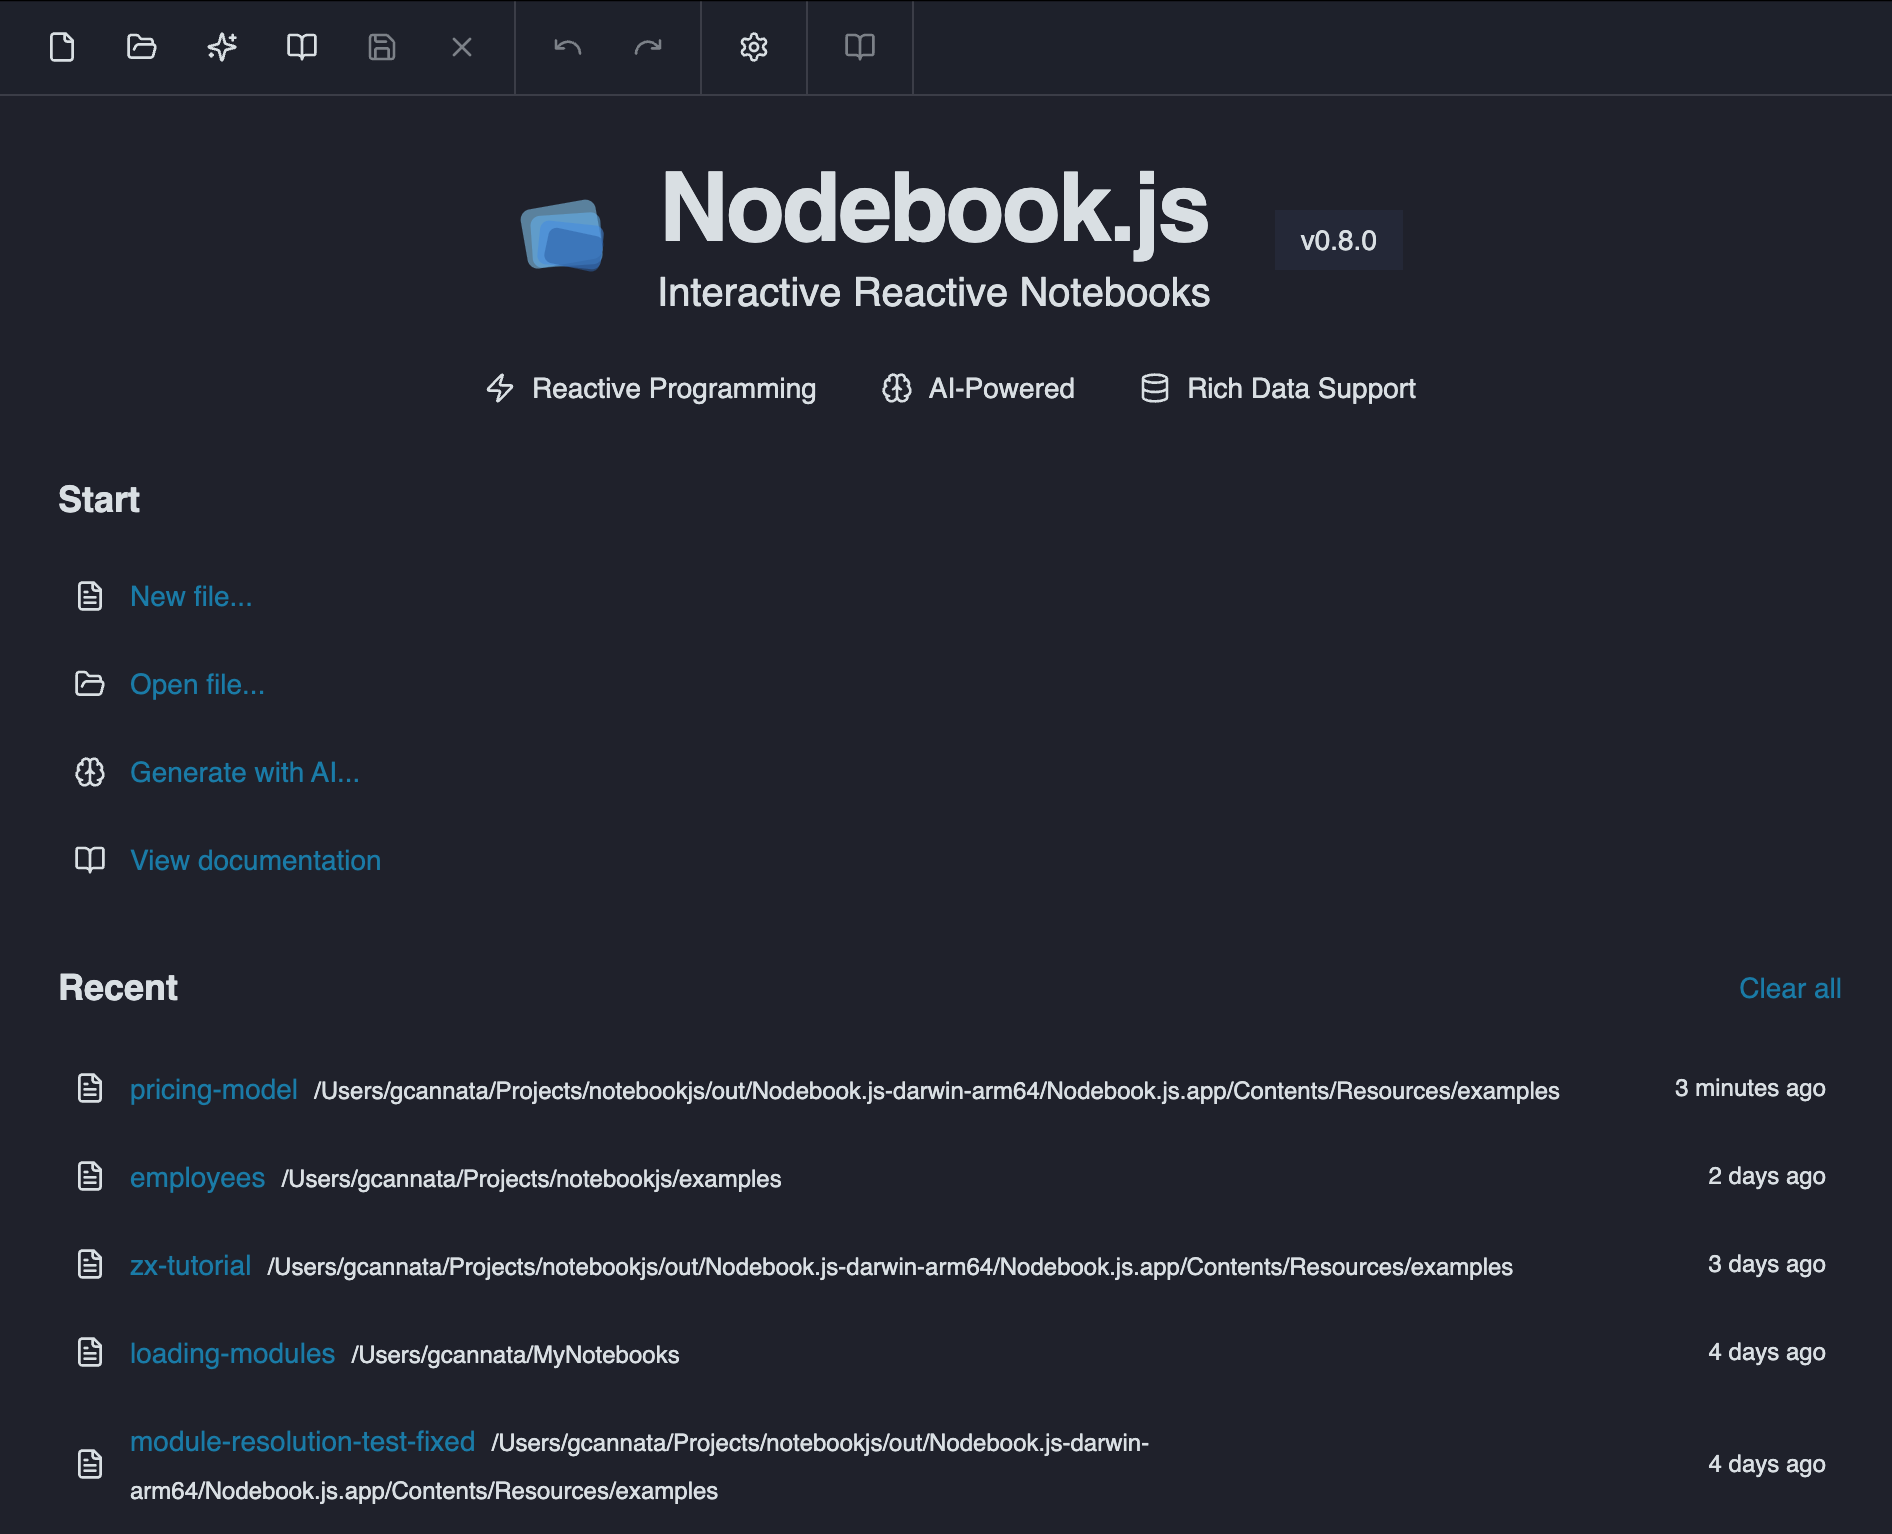 Nodebook.js
v0.8.0
Interactive Reactive Notebooks
Reactive Programming AI-Powered Rich Data Support
Start
New file...
Open file...
Generate with AI...
View documentation
Recent Clear all
pricing-model /Users/gcannata/Projects/notebookjs/out/Nodebook.js-darwin-arm64/Nodebook.js.app/Contents/Resources/examples 3 minutes ago
employees /Users/gcannata/Projects/notebookjs/examples 2 days ago
zx-tutorial /Users/gcannata/Projects/notebookjs/out/Nodebook.js-darwin-arm64/Nodebook.js.app/Contents/Resources/examples 3 days ago
loading-modules /Users/gcannata/MyNotebooks 4 days ago
module-resolution-test-fixed /Users/gcannata/Projects/notebookjs/out/Nodebook.js-darwin-
arm64/Nodebook.js.app/Contents/Resources/examples 4 days ago